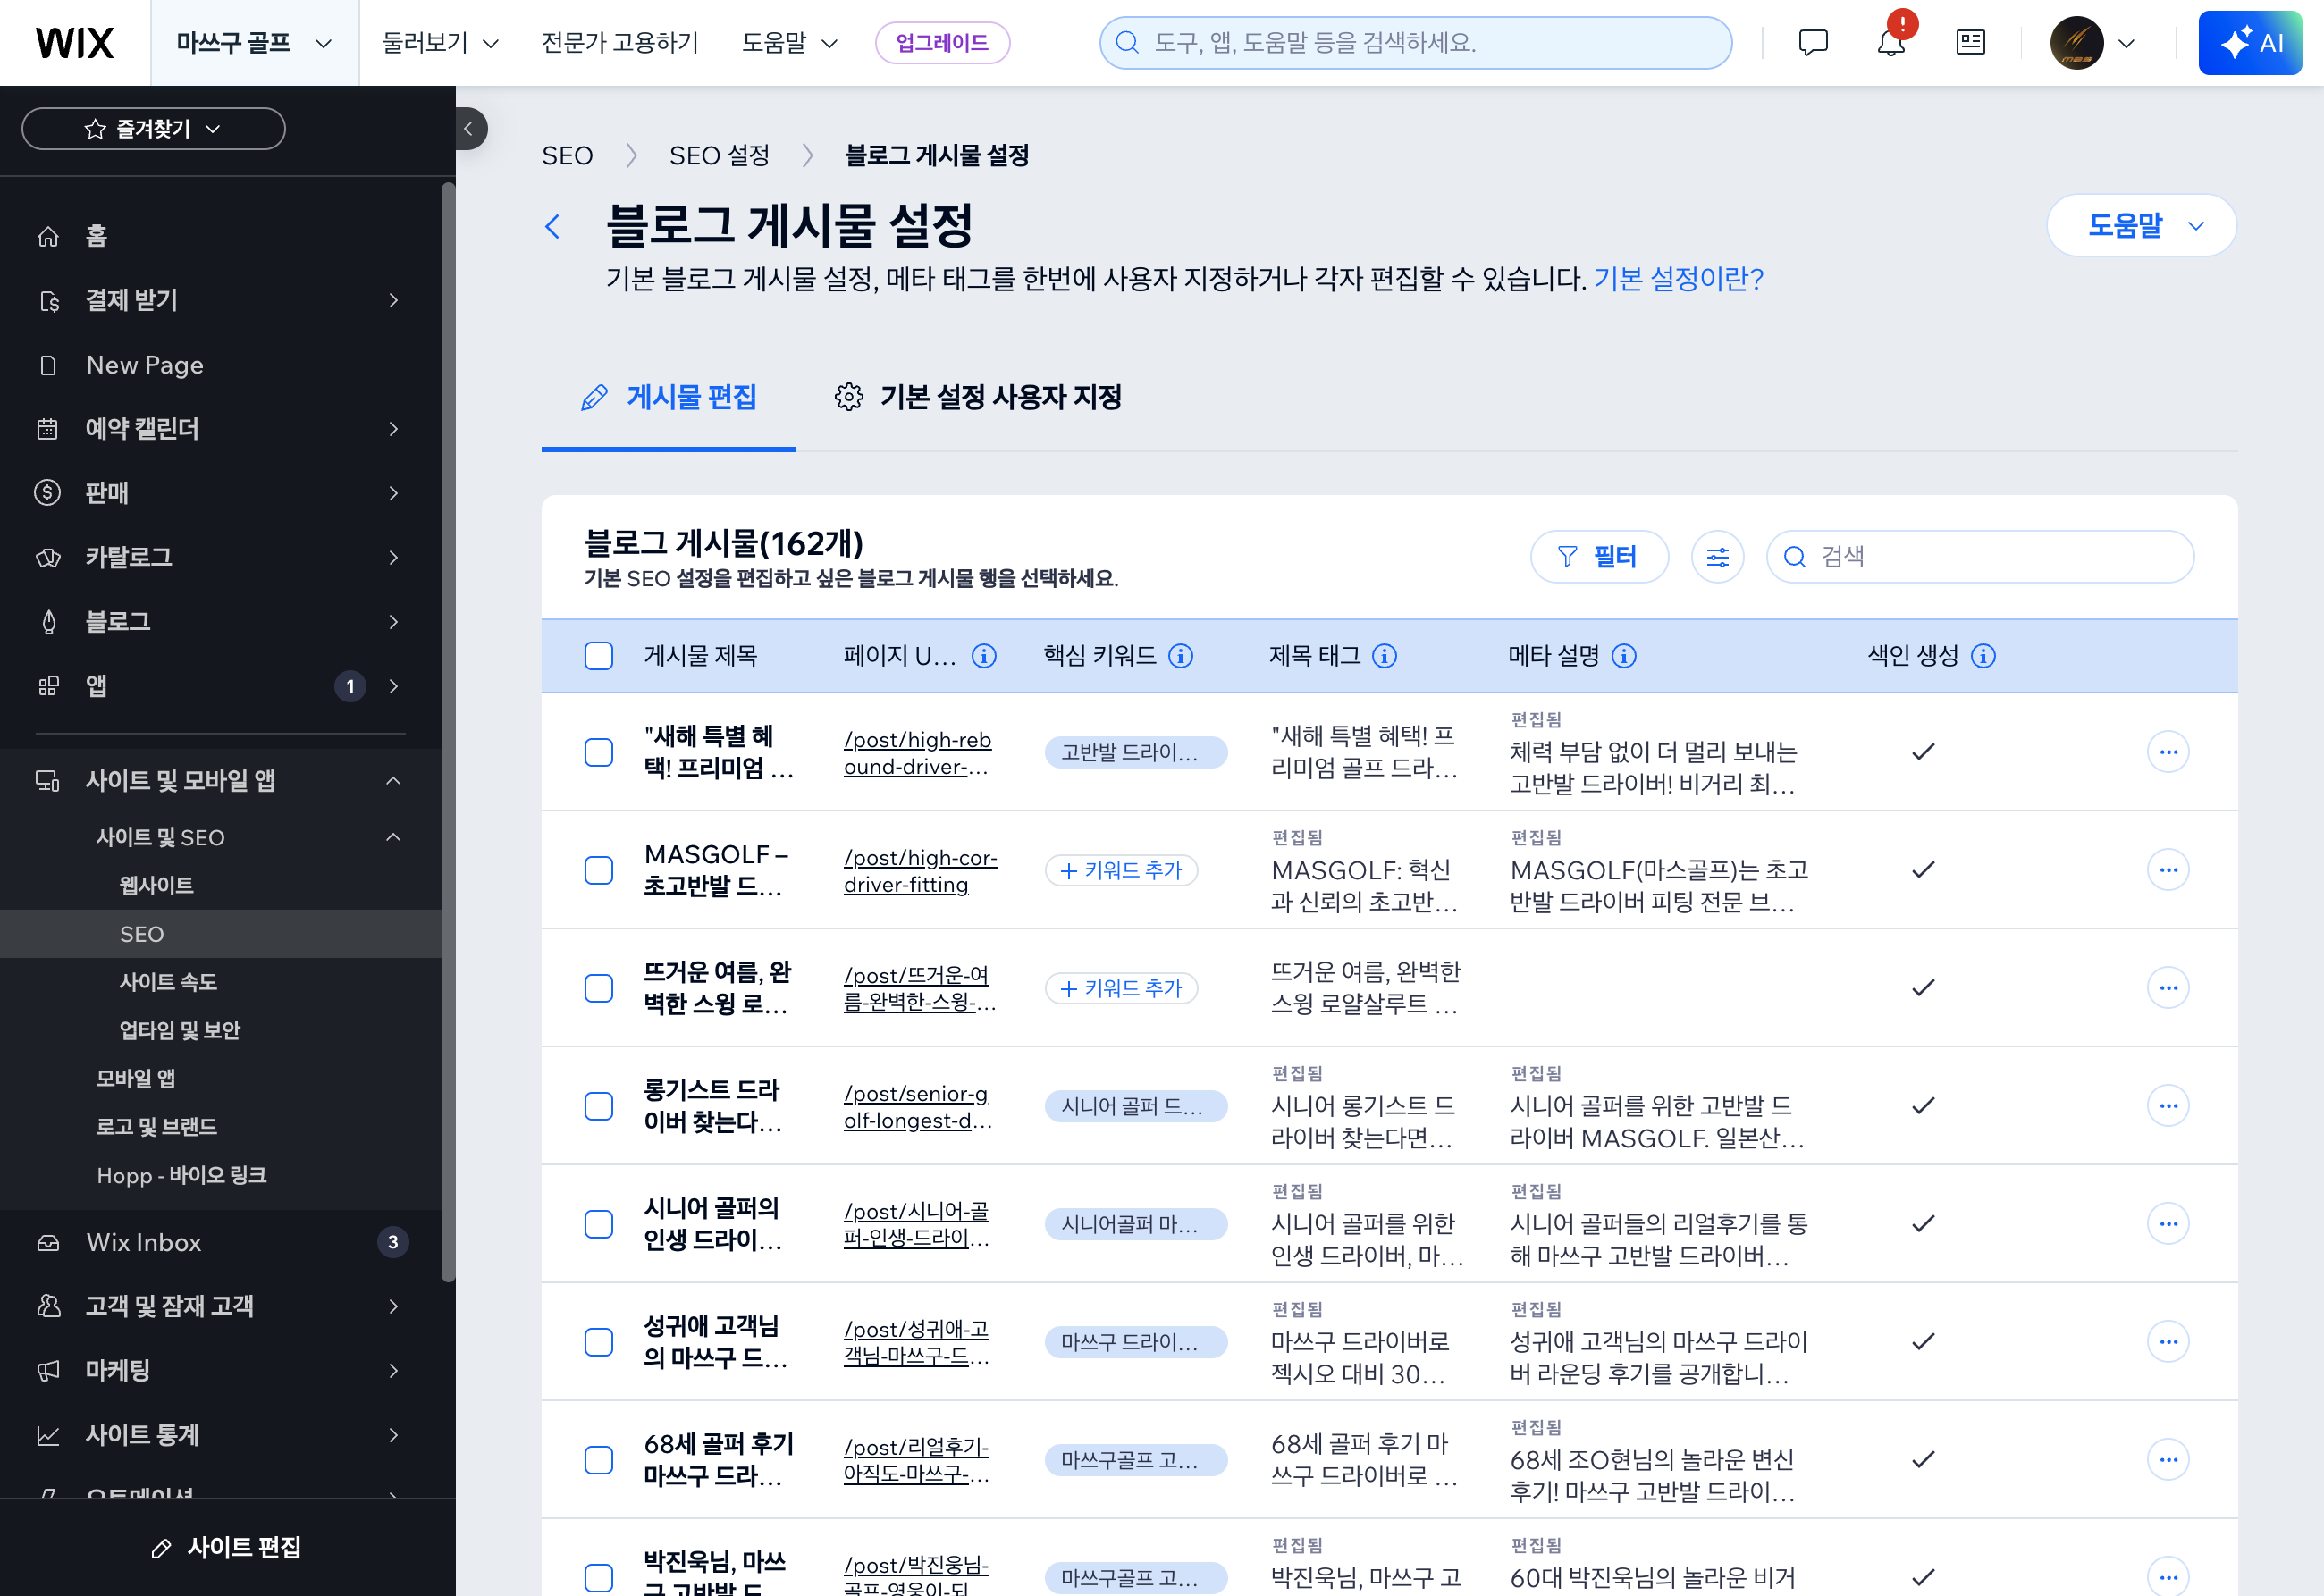 WIX
마쓰구 골프
둘러보기
전문가 고용하기
도움말
업그레이드
도구, 앱, 도움말 등을 검색하세요.
AI
즐겨찾기
홈
결제 받기
New Page
예약 캘린더
판매
카탈로그
블로그
앱
1
사이트 및 모바일 앱
사이트 및 SEO
웹사이트
SEO
사이트 속도
업타임 및 보안
모바일 앱
로고 및 브랜드
Hopp - 바이오 링크
Wix Inbox
3
고객 및 잠재 고객
마케팅
사이트 통계
오토메이션
사이트 편집
SEO
SEO 설정
블로그 게시물 설정
블로그 게시물 설정
도움말
기본 블로그 게시물 설정, 메타 태그를 한번에 사용자 지정하거나 각자 편집할 수 있습니다. 기본 설정이란?
게시물 편집
기본 설정 사용자 지정
블로그 게시물(162개)
기본 SEO 설정을 편집하고 싶은 블로그 게시물 행을 선택하세요.
필터
검색
게시물 제목
페이지 U...
핵심 키워드
제목 태그
메타 설명
색인 생성
"새해 특별 혜
택! 프리미엄 ...
/post/high-reb
ound-driver-...
고반발 드라이...
"새해 특별 혜택! 프
리미엄 골프 드라...
편집됨
체력 부담 없이 더 멀리 보내는
고반발 드라이버! 비거리 최...
MASGOLF –
초고반발 드...
/post/high-cor-
driver-fitting
+ 키워드 추가
편집됨
MASGOLF: 혁신
과 신뢰의 초고반...
편집됨
MASGOLF(마스골프)는 초고
반발 드라이버 피팅 전문 브...
뜨거운 여름, 완
벽한 스윙 로...
/post/뜨거운-여
름-완벽한-스윙-...
+ 키워드 추가
뜨거운 여름, 완벽한
스윙 로얄살루트 ...
롱기스트 드라
이버 찾는다...
/post/senior-g
olf-longest-d...
시니어 골퍼 드...
편집됨
시니어 롱기스트 드
라이버 찾는다면...
편집됨
시니어 골퍼를 위한 고반발 드
라이버 MASGOLF. 일본산...
시니어 골퍼의
인생 드라이...
/post/시니어-골
퍼-인생-드라이...
시니어골퍼 마...
편집됨
시니어 골퍼를 위한
인생 드라이버, 마...
편집됨
시니어 골퍼들의 리얼후기를 통
해 마쓰구 고반발 드라이버...
성귀애 고객님
의 마쓰구 드...
/post/성귀애-고
객님-마쓰구-드...
마쓰구 드라이...
편집됨
마쓰구 드라이버로
젝시오 대비 30...
편집됨
성귀애 고객님의 마쓰구 드라이
버 라운딩 후기를 공개합니...
68세 골퍼 후기
마쓰구 드라...
/post/리얼후기-
아직도-마쓰구-...
마쓰구골프 고...
68세 골퍼 후기 마
쓰구 드라이버로 ...
편집됨
68세 조O현님의 놀라운 변신
후기! 마쓰구 고반발 드라이...
박진욱님, 마쓰
구 고반발 드...
/post/박진웅님-
골프-영웅이-되...
마쓰구골프 고...
편집됨
박진욱님, 마쓰구 고
편집됨
60대 박진욱님의 놀라운 비거